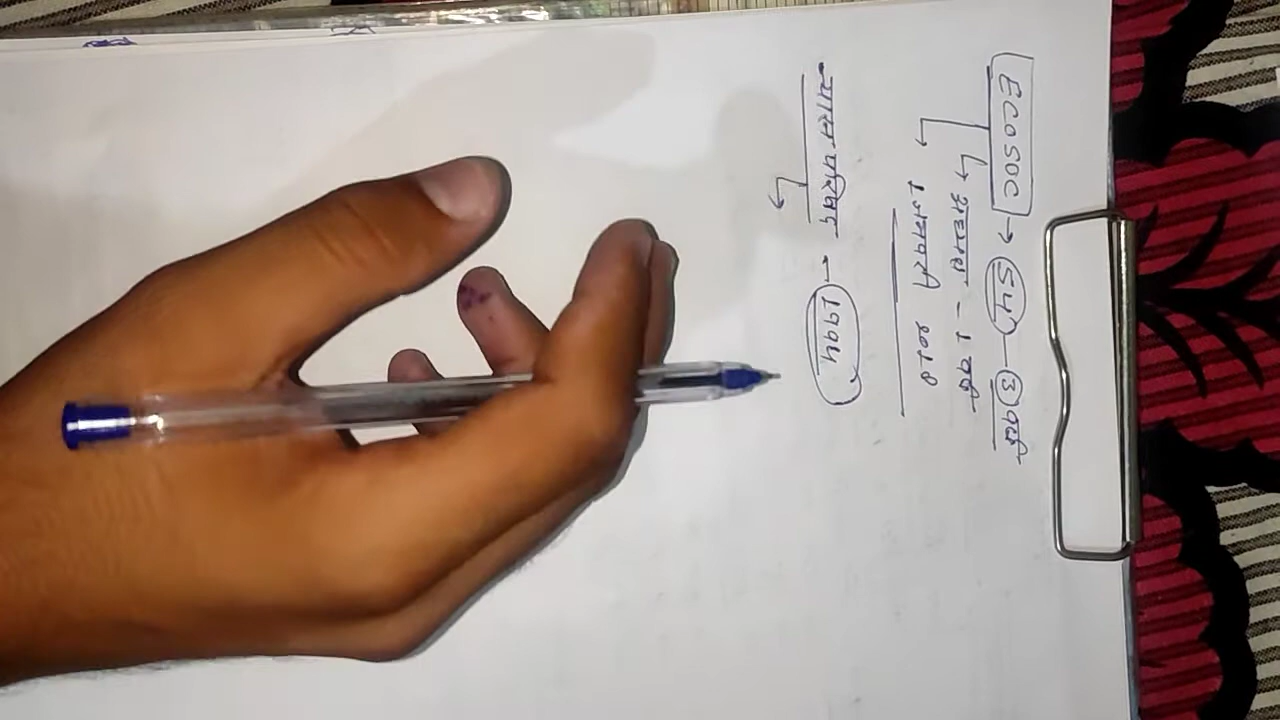 ECOSOC → 54 — 3 वर्ष
↳ अध्यक्ष - 1 वर्ष
↳ 1 जनवरी 2018
न्यास परिषद - 1994
↳